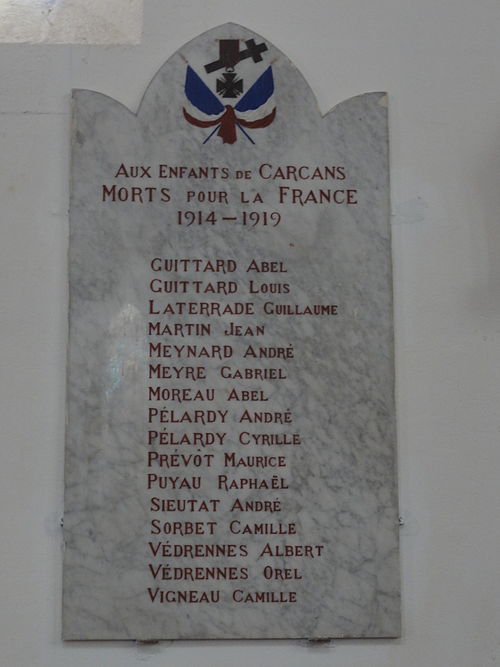 AUX ENFANTS DE CARCANS
MORTS POUR LA FRANCE
1914 – 1919
GUITTARD ABEL
GUITTARD LOUIS
LATERRADE GUILLAUME
MARTIN JEAN
MEYNARD ANDRÉ
MEYRE GABRIEL
MOREAU ABEL
PÉLARDY ANDRÉ
PÉLARDY CYRILLE
PRÉVÔT MAURICE
PUYAU RAPHAËL
SIEUTAT ANDRÉ
SORBET CAMILLE
VÉDRENNES ALBERT
VÉDRENNES OREL
VIGNEAU CAMILLE